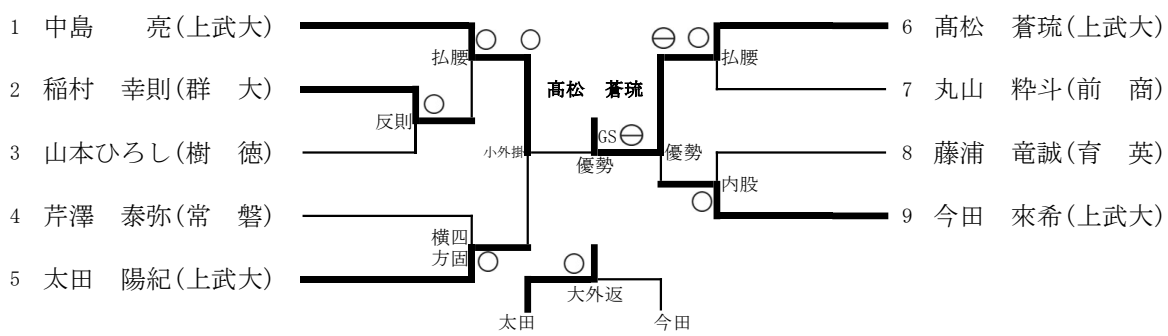 1 中島　亮(上武大)
2 稲村　幸則(群　大)
3 山本ひろし(樹　徳)
4 芹澤　泰弥(常　磐)
5 太田　陽紀(上武大)
払腰
反則
小外掛
横四
方固
髙松　蒼琉
GS
優勢
大外返
太田
今田
払腰
優勢
内股
6 髙松　蒼琉(上武大)
7 丸山　粋斗(前　商)
8 藤浦　竜誠(育　英)
9 今田　來希(上武大)